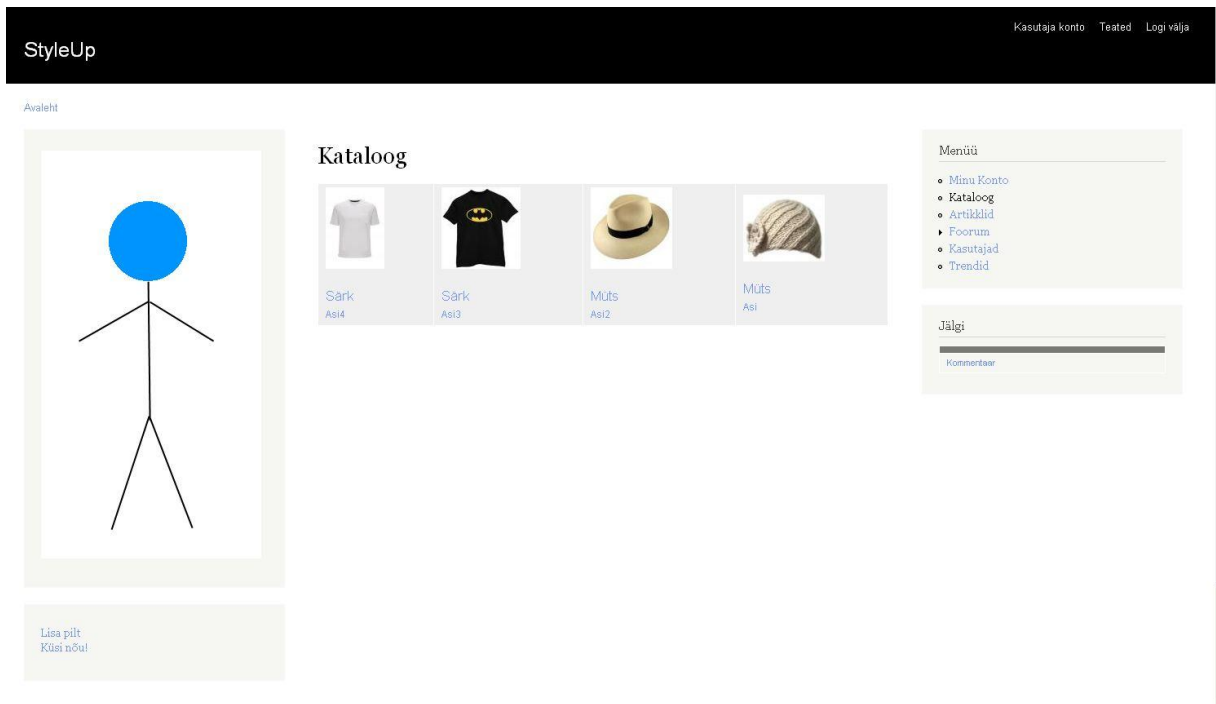 Kasutaja konto Teated Logi välja
StyleUp
Avaleht
Kataloog
Särk
Asi4
Särk
Asi3
Müts
Asi2
Müts
Asi
Menüü
Minu Konto
Kataloog
Artikklid
Foorum
Kasutajad
Trendid
Jälgi
Kommentaar
Lisa pilt
Küsi nõu!